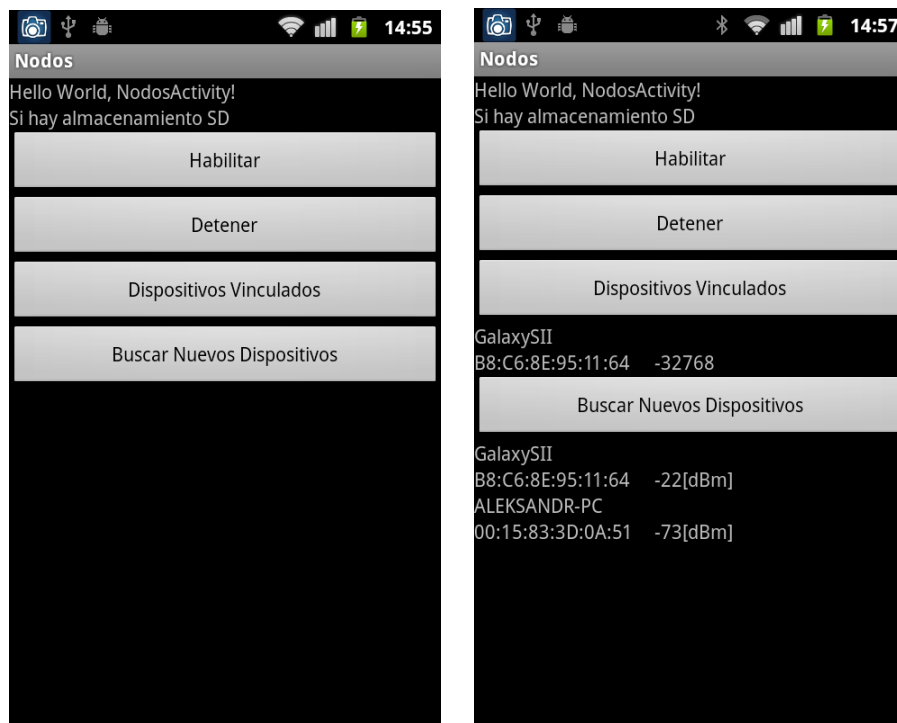 14:55
Nodos
Hello World, NodosActivity!
Si hay almacenamiento SD
Habilitar
Detener
Dispositivos Vinculados
Buscar Nuevos Dispositivos
14:57
Nodos
Hello World, NodosActivity!
Si hay almacenamiento SD
Habilitar
Detener
Dispositivos Vinculados
GalaxySII
B8:C6:8E:95:11:64 -32768
Buscar Nuevos Dispositivos
GalaxySII
B8:C6:8E:95:11:64 -22[dBm]
ALEKSANDR-PC
00:15:83:3D:0A:51 -73[dBm]